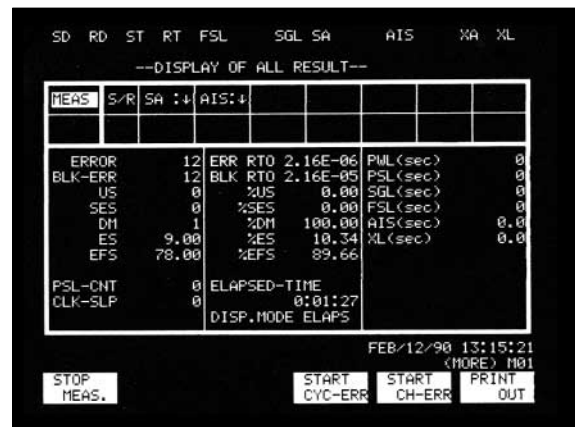 SD RD ST RT FSL SGL SA AIS XA XL
--DISPLAY OF ALL RESULT--
MEAS S/R SA :↓ AIS:↓
ERROR 12 ERR RTO 2.16E-06 PWL(sec) 0
BLK-ERR 12 BLK RTO 2.16E-05 PSL(sec) 0
US 0 %US 0.00 SGL(sec) 0
SES 0 %SES 0.00 FSL(sec) 0
DM 1 %DM 100.00 AIS(sec) 0.0
ES 9.00 %ES 10.34 XL(sec) 0.0
EFS 78.00 %EFS 89.66
PSL-CNT 0 ELAPSED-TIME
CLK-SLP 0 0:01:27
DISP.MODE ELAPS
FEB/12/90 13:15:21
(MORE) M01
STOP START START PRINT
MEAS. CYC-ERR CH-ERR OUT